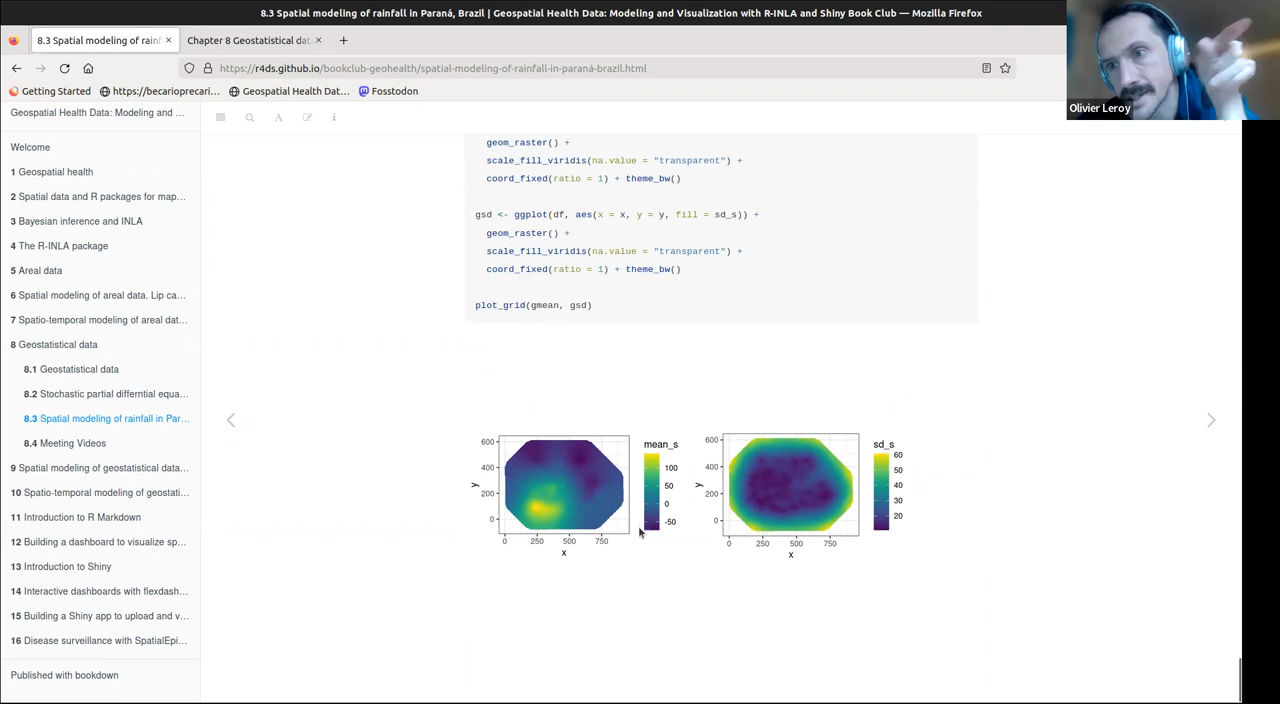 8.3 Spatial modeling of rainfall in Paraná, Brazil | Geospatial Health Data: Modeling and Visualization with R-INLA and Shiny Book Club — Mozilla Firefox
8.3 Spatial modeling of rainf
Chapter 8 Geostatistical dat
https://r4ds.github.io/bookclub-geohealth/spatial-modeling-of-rainfall-in-paraná-brazil.html
Getting Started
https://becarioprecari...
Geospatial Health Dat...
Fosstodon
Olivier Leroy
Geospatial Health Data: Modeling and ...
Welcome
1 Geospatial health
2 Spatial data and R packages for map...
3 Bayesian inference and INLA
4 The R-INLA package
5 Areal data
6 Spatial modeling of areal data. Lip ca...
7 Spatio-temporal modeling of areal dat...
8 Geostatistical data
8.1 Geostatistical data
8.2 Stochastic partial differntial equa...
8.3 Spatial modeling of rainfall in Par...
8.4 Meeting Videos
9 Spatial modeling of geostatistical data...
10 Spatio-temporal modeling of geostati...
11 Introduction to R Markdown
12 Building a dashboard to visualize sp...
13 Introduction to Shiny
14 Interactive dashboards with flexdash...
15 Building a Shiny app to upload and v...
16 Disease surveillance with SpatialEpi...
Published with bookdown
geom_raster() +
scale_fill_viridis(na.value = "transparent") +
coord_fixed(ratio = 1) + theme_bw()
gsd <- ggplot(df, aes(x = x, y = y, fill = sd_s)) +
geom_raster() +
scale_fill_viridis(na.value = "transparent") +
coord_fixed(ratio = 1) + theme_bw()
plot_grid(gmean, gsd)
600
400
200
0
y
0 250 500 750
x
mean_s
100
50
0
-50
600
400
200
0
y
0 250 500 750
x
sd_s
60
50
40
30
20